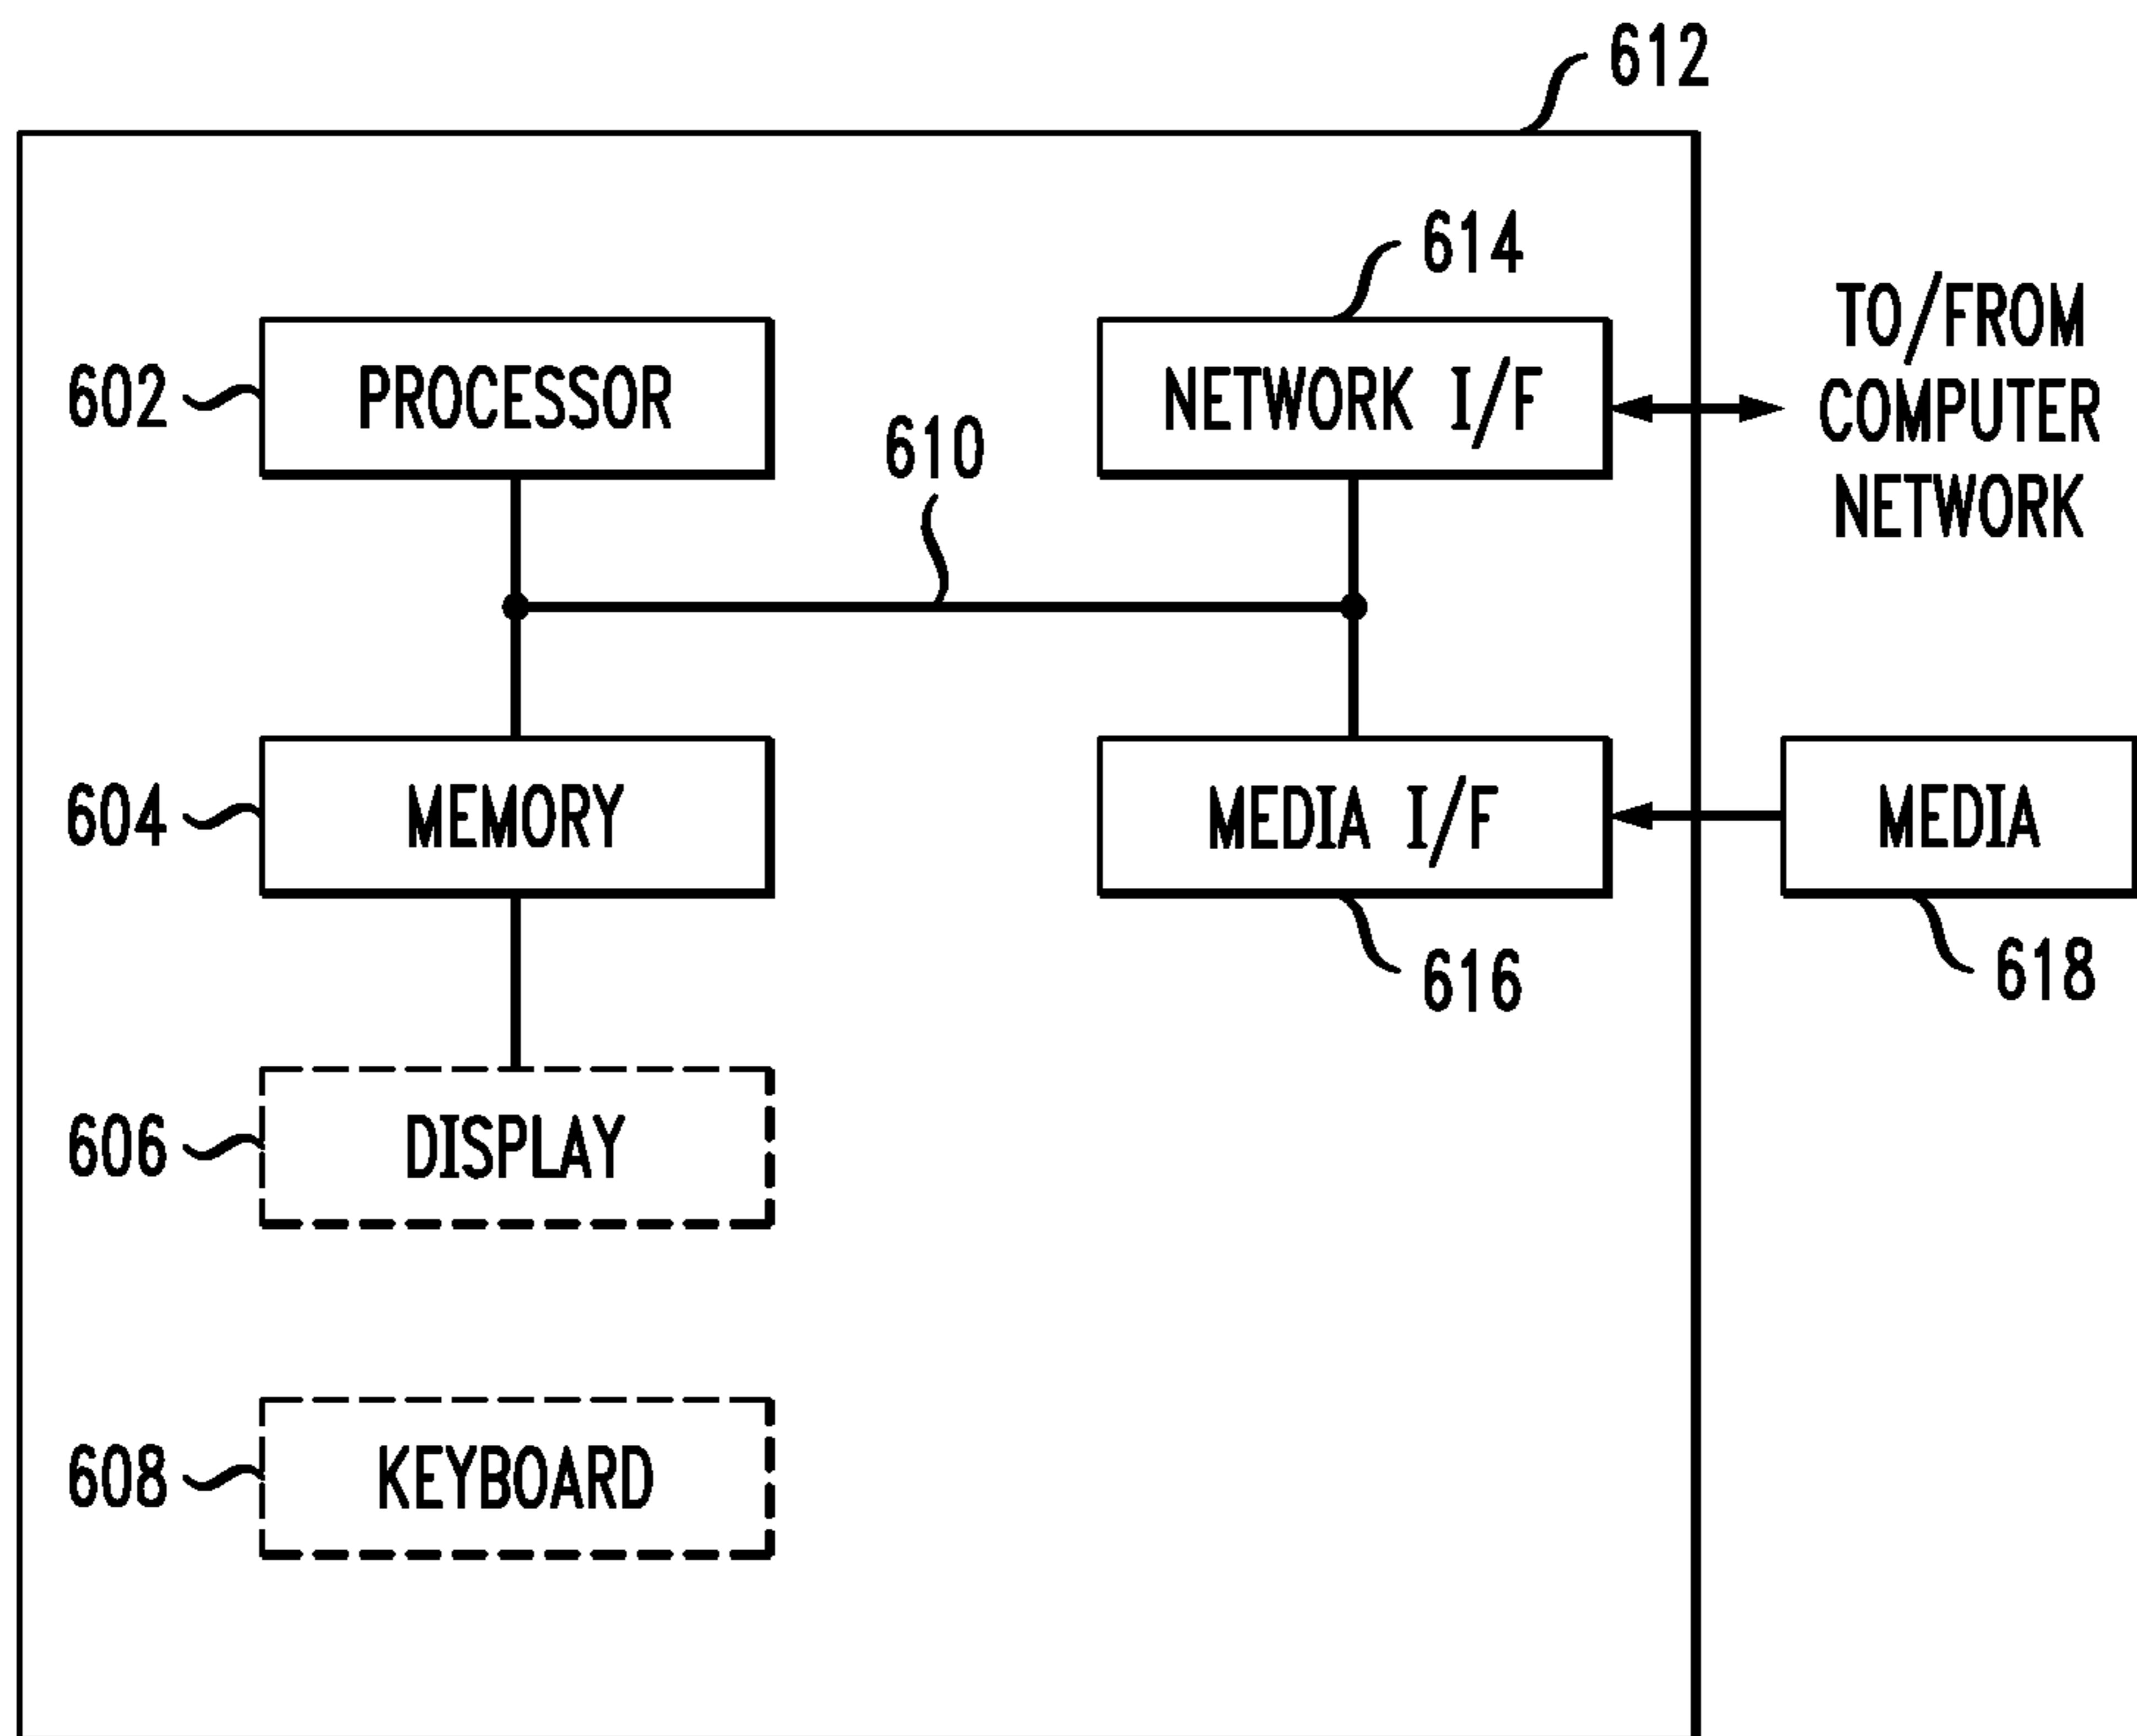 612
614
TO/FROM
COMPUTER
NETWORK
602
PROCESSOR
NETWORK I/F
610
604
MEMORY
MEDIA I/F
MEDIA
616
618
606
DISPLAY
608
KEYBOARD